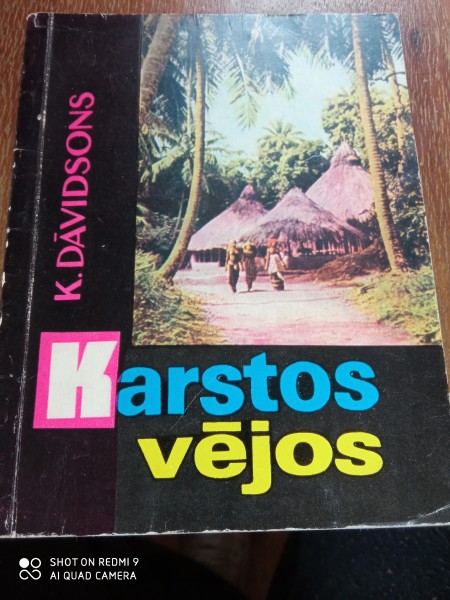 K. DĀVIDSONS
Karstos
vējos
SHOT ON REDMI 9
AI QUAD CAMERA